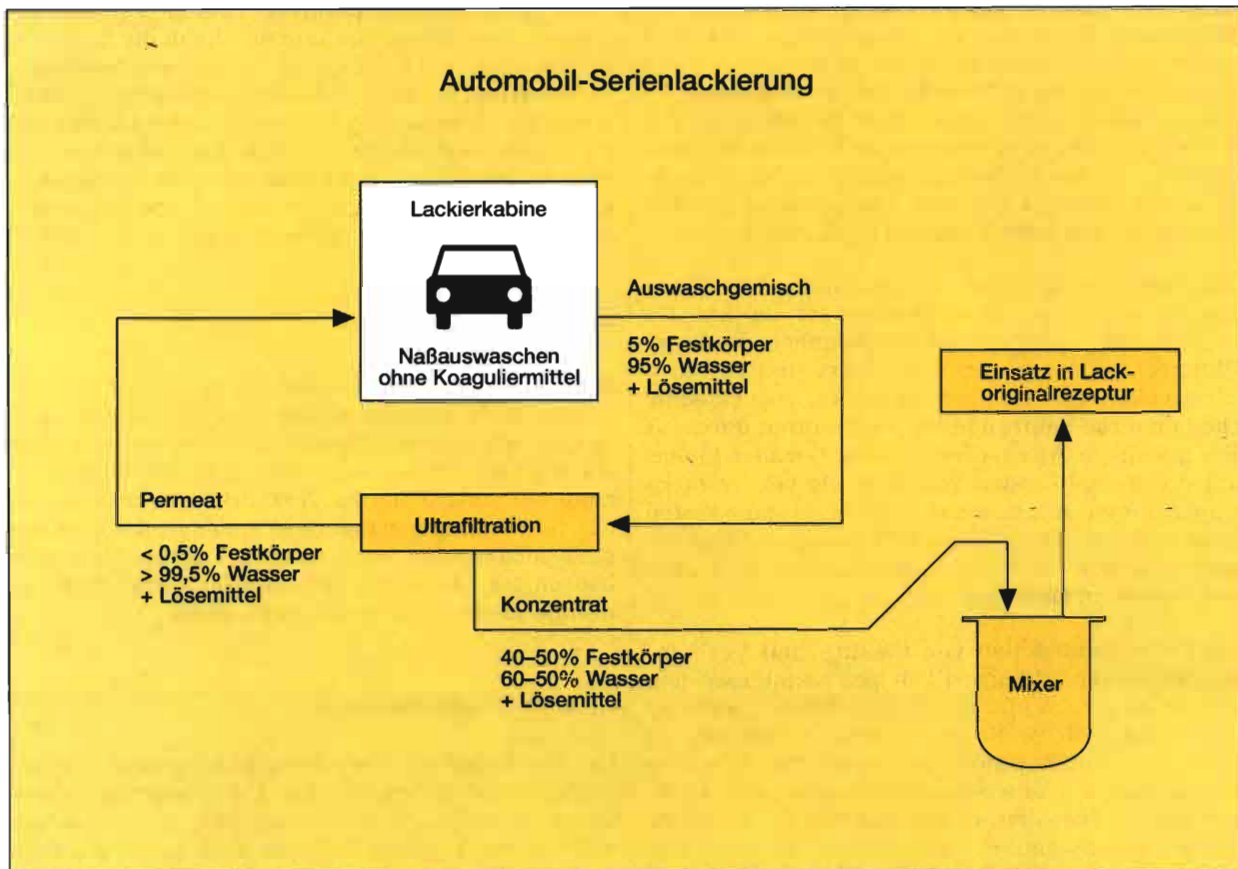 Automobil-Serienlackierung
Lackierkabine
Naßauswaschen
ohne Koaguliermittel
Auswaschgemisch
5% Festkörper
95% Wasser
+ Lösemittel
Einsatz in Lack-
originalrezeptur
Permeat
< 0,5% Festkörper
> 99,5% Wasser
+ Lösemittel
Ultrafiltration
Konzentrat
40–50% Festkörper
60–50% Wasser
+ Lösemittel
Mixer